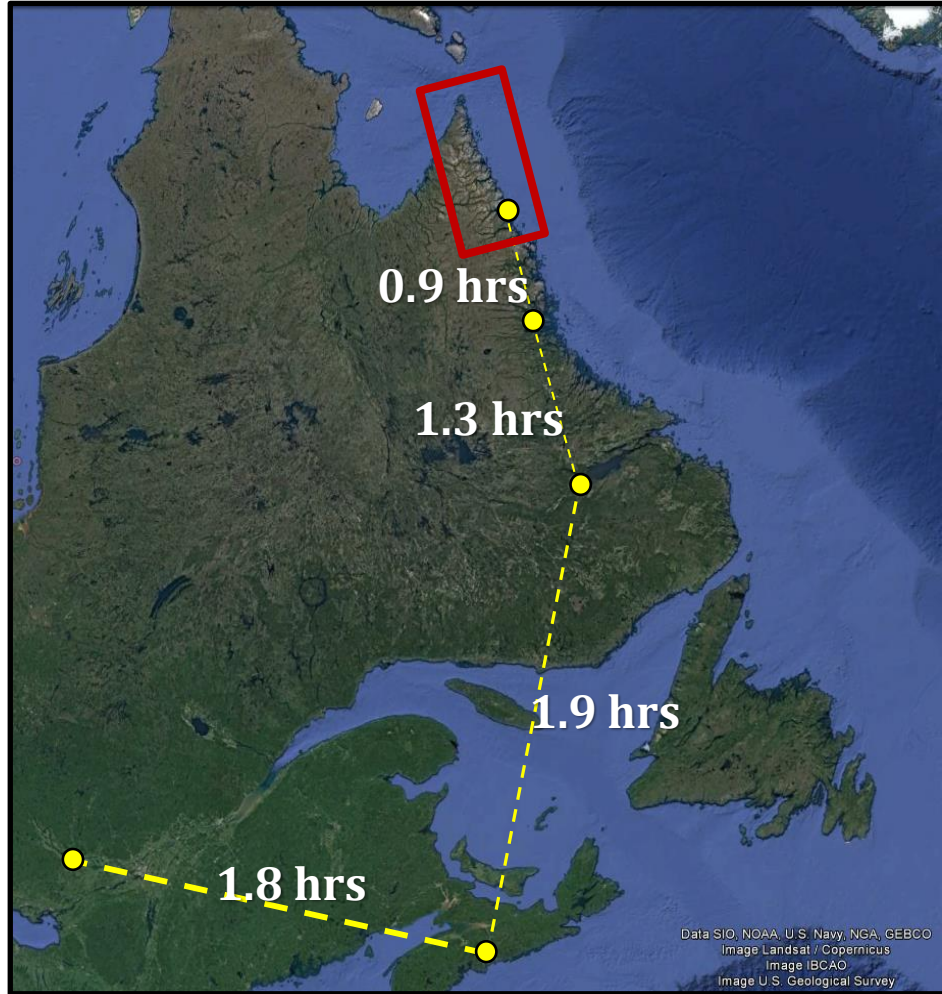 0.9 hrs
1.3 hrs
1.9 hrs
1.8 hrs
Data SIO, NOAA, U.S. Navy, NGA, GEBCO
Image Landsat / Copernicus
Image IBCAO
Image U.S. Geological Survey